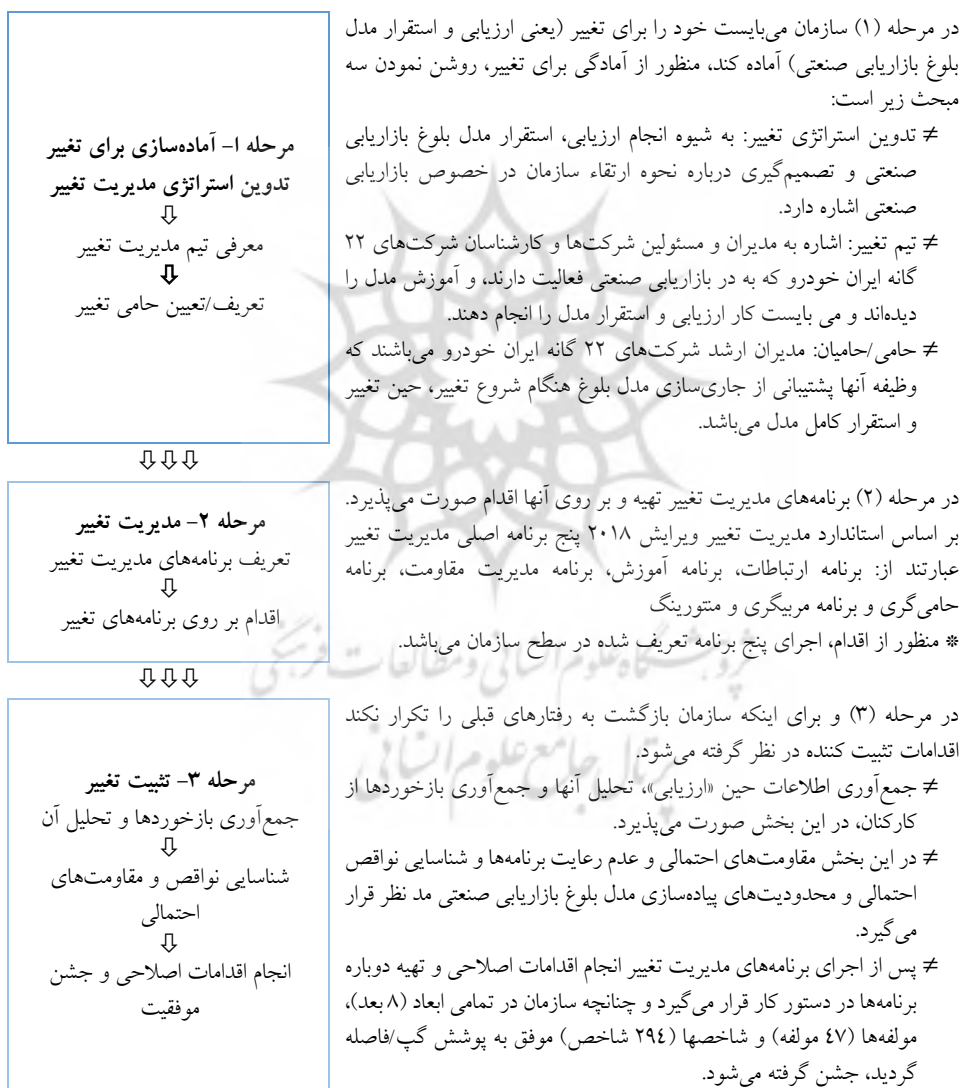 در مرحله (۱) سازمان می‌بایست خود را برای تغییر (یعنی ارزیابی و استقرار مدل
بلوغ بازاریابی صنعتی) آماده کند، منظور از آمادگی برای تغییر، روشن نمودن سه
مبحث زیر است:
≠ تدوین استراتژی تغییر: به شیوه انجام ارزیابی، استقرار مدل بلوغ بازاریابی
صنعتی و تصمیم‌گیری درباره نحوه ارتقاء سازمان در خصوص بازاریابی
صنعتی اشاره دارد.
≠ تیم تغییر: اشاره به مدیران و مسئولین شرکت‌ها و کارشناسان شرکت‌های ۲۲
گانه ایران خودرو که به در بازاریابی صنعتی فعالیت دارند، و آموزش مدل را
دیده‌اند و می بایست کار ارزیابی و استقرار مدل را انجام دهند.
≠ حامی/حامیان: مدیران ارشد شرکت‌های ۲۲ گانه ایران خودرو می‌باشند که
وظیفه آنها پشتیبانی از جاری‌سازی مدل بلوغ هنگام شروع تغییر، حین تغییر
و استقرار کامل مدل می‌باشد.
مرحله ۱- آماده‌سازی برای تغییر
تدوین استراتژی مدیریت تغییر
⇩
معرفی تیم مدیریت تغییر
⇩
تعریف/تعیین حامی تغییر
⇩⇩⇩
در مرحله (۲) برنامه‌های مدیریت تغییر تهیه و بر روی آنها اقدام صورت می‌پذیرد.
بر اساس استاندارد مدیریت تغییر ویرایش ۲۰۱۸ پنج برنامه اصلی مدیریت تغییر
عبارتند از: برنامه ارتباطات، برنامه آموزش، برنامه مدیریت مقاومت، برنامه
حامی‌گری و برنامه مربیگری و منتورینگ
* منظور از اقدام، اجرای پنج برنامه تعریف شده در سطح سازمان می‌باشد.
مرحله ۲- مدیریت تغییر
تعریف برنامه‌های مدیریت تغییر
⇩
اقدام بر روی برنامه‌های تغییر
⇩⇩⇩
در مرحله (۳) و برای اینکه سازمان بازگشت به رفتارهای قبلی را تکرار نکند
اقدامات تثبیت کننده در نظر گرفته می‌شود.
≠ جمع‌آوری اطلاعات حین «ارزیابی»، تحلیل آنها و جمع‌آوری بازخوردها از
کارکنان، در این بخش صورت می‌پذیرد.
≠ در این بخش مقاومت‌های احتمالی و عدم رعایت برنامه‌ها و شناسایی نواقص
احتمالی و محدودیت‌های پیاده‌سازی مدل بلوغ بازاریابی صنعتی مد نظر قرار
می‌گیرد.
≠ پس از اجرای برنامه‌های مدیریت تغییر انجام اقدامات اصلاحی و تهیه دوباره
برنامه‌ها در دستور کار قرار می‌گیرد و چنانچه سازمان در تمامی ابعاد (۸ بعد)،
مولفه‌ها (٤۷ مولفه) و شاخصها (۲۹٤ شاخص) موفق به پوشش گپ/فاصله
گردید، جشن گرفته می‌شود.
مرحله ۳- تثبیت تغییر
جمع‌آوری بازخوردها و تحلیل آن
⇩
شناسایی نواقص و مقاومت‌های
احتمالی
⇩
انجام اقدامات اصلاحی و جشن
موفقیت
پژوهشگاه علوم انسانی و مطالعات فرهنگی
پرتال جامع علوم انسانی